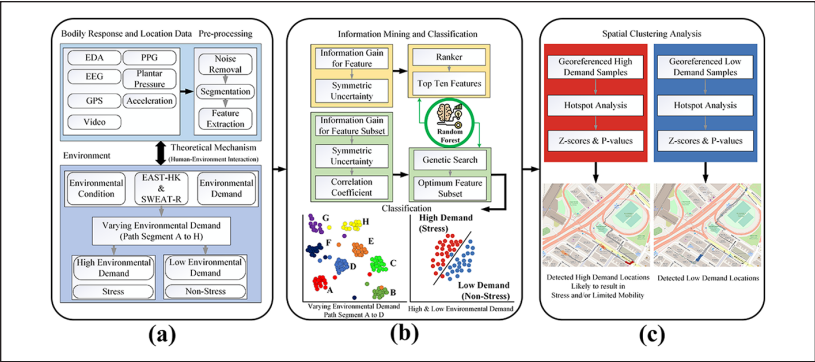 Bodily Response and Location Data
Pre-processing
EDA
PPG
EEG
Plantar
Pressure
GPS
Acceleration
Video
Noise
Removal
Segmentation
Feature
Extraction
Theoretical Mechanism
(Human-Environment Interaction)
Environment
Environmental
Condition
EAST-HK
&
SWEAT-R
Environmental
Demand
Varying Environmental Demand
(Path Segment A to H)
High Environmental
Demand
Low Environmental
Demand
Stress
Non-Stress
(a)
Information Mining and Classification
Information Gain
for Feature
Symmetric
Uncertainty
Ranker
Top Ten Features
Random
Forest
Information Gain
for Feature Subset
Symmetric
Uncertainty
Correlation
Coefficient
Genetic Search
Optimum Feature
Subset
Classification
G
H
F
E
D
C
A
B
Varying Environmental Demand
Path Segment A to D
High Demand
(Stress)
Low Demand
(Non-Stress)
High & Low Environmental Demand
(b)
Spatial Clustering Analysis
Georeferenced High
Demand Samples
Hotspot Analysis
Z-scores & P-values
Georeferenced Low
Demand Samples
Hotspot Analysis
Z-scores & P-values
Detected High Demand Locations
Likely to result in
Stress and/or Limited Mobility
Detected Low Demand Locations
(c)